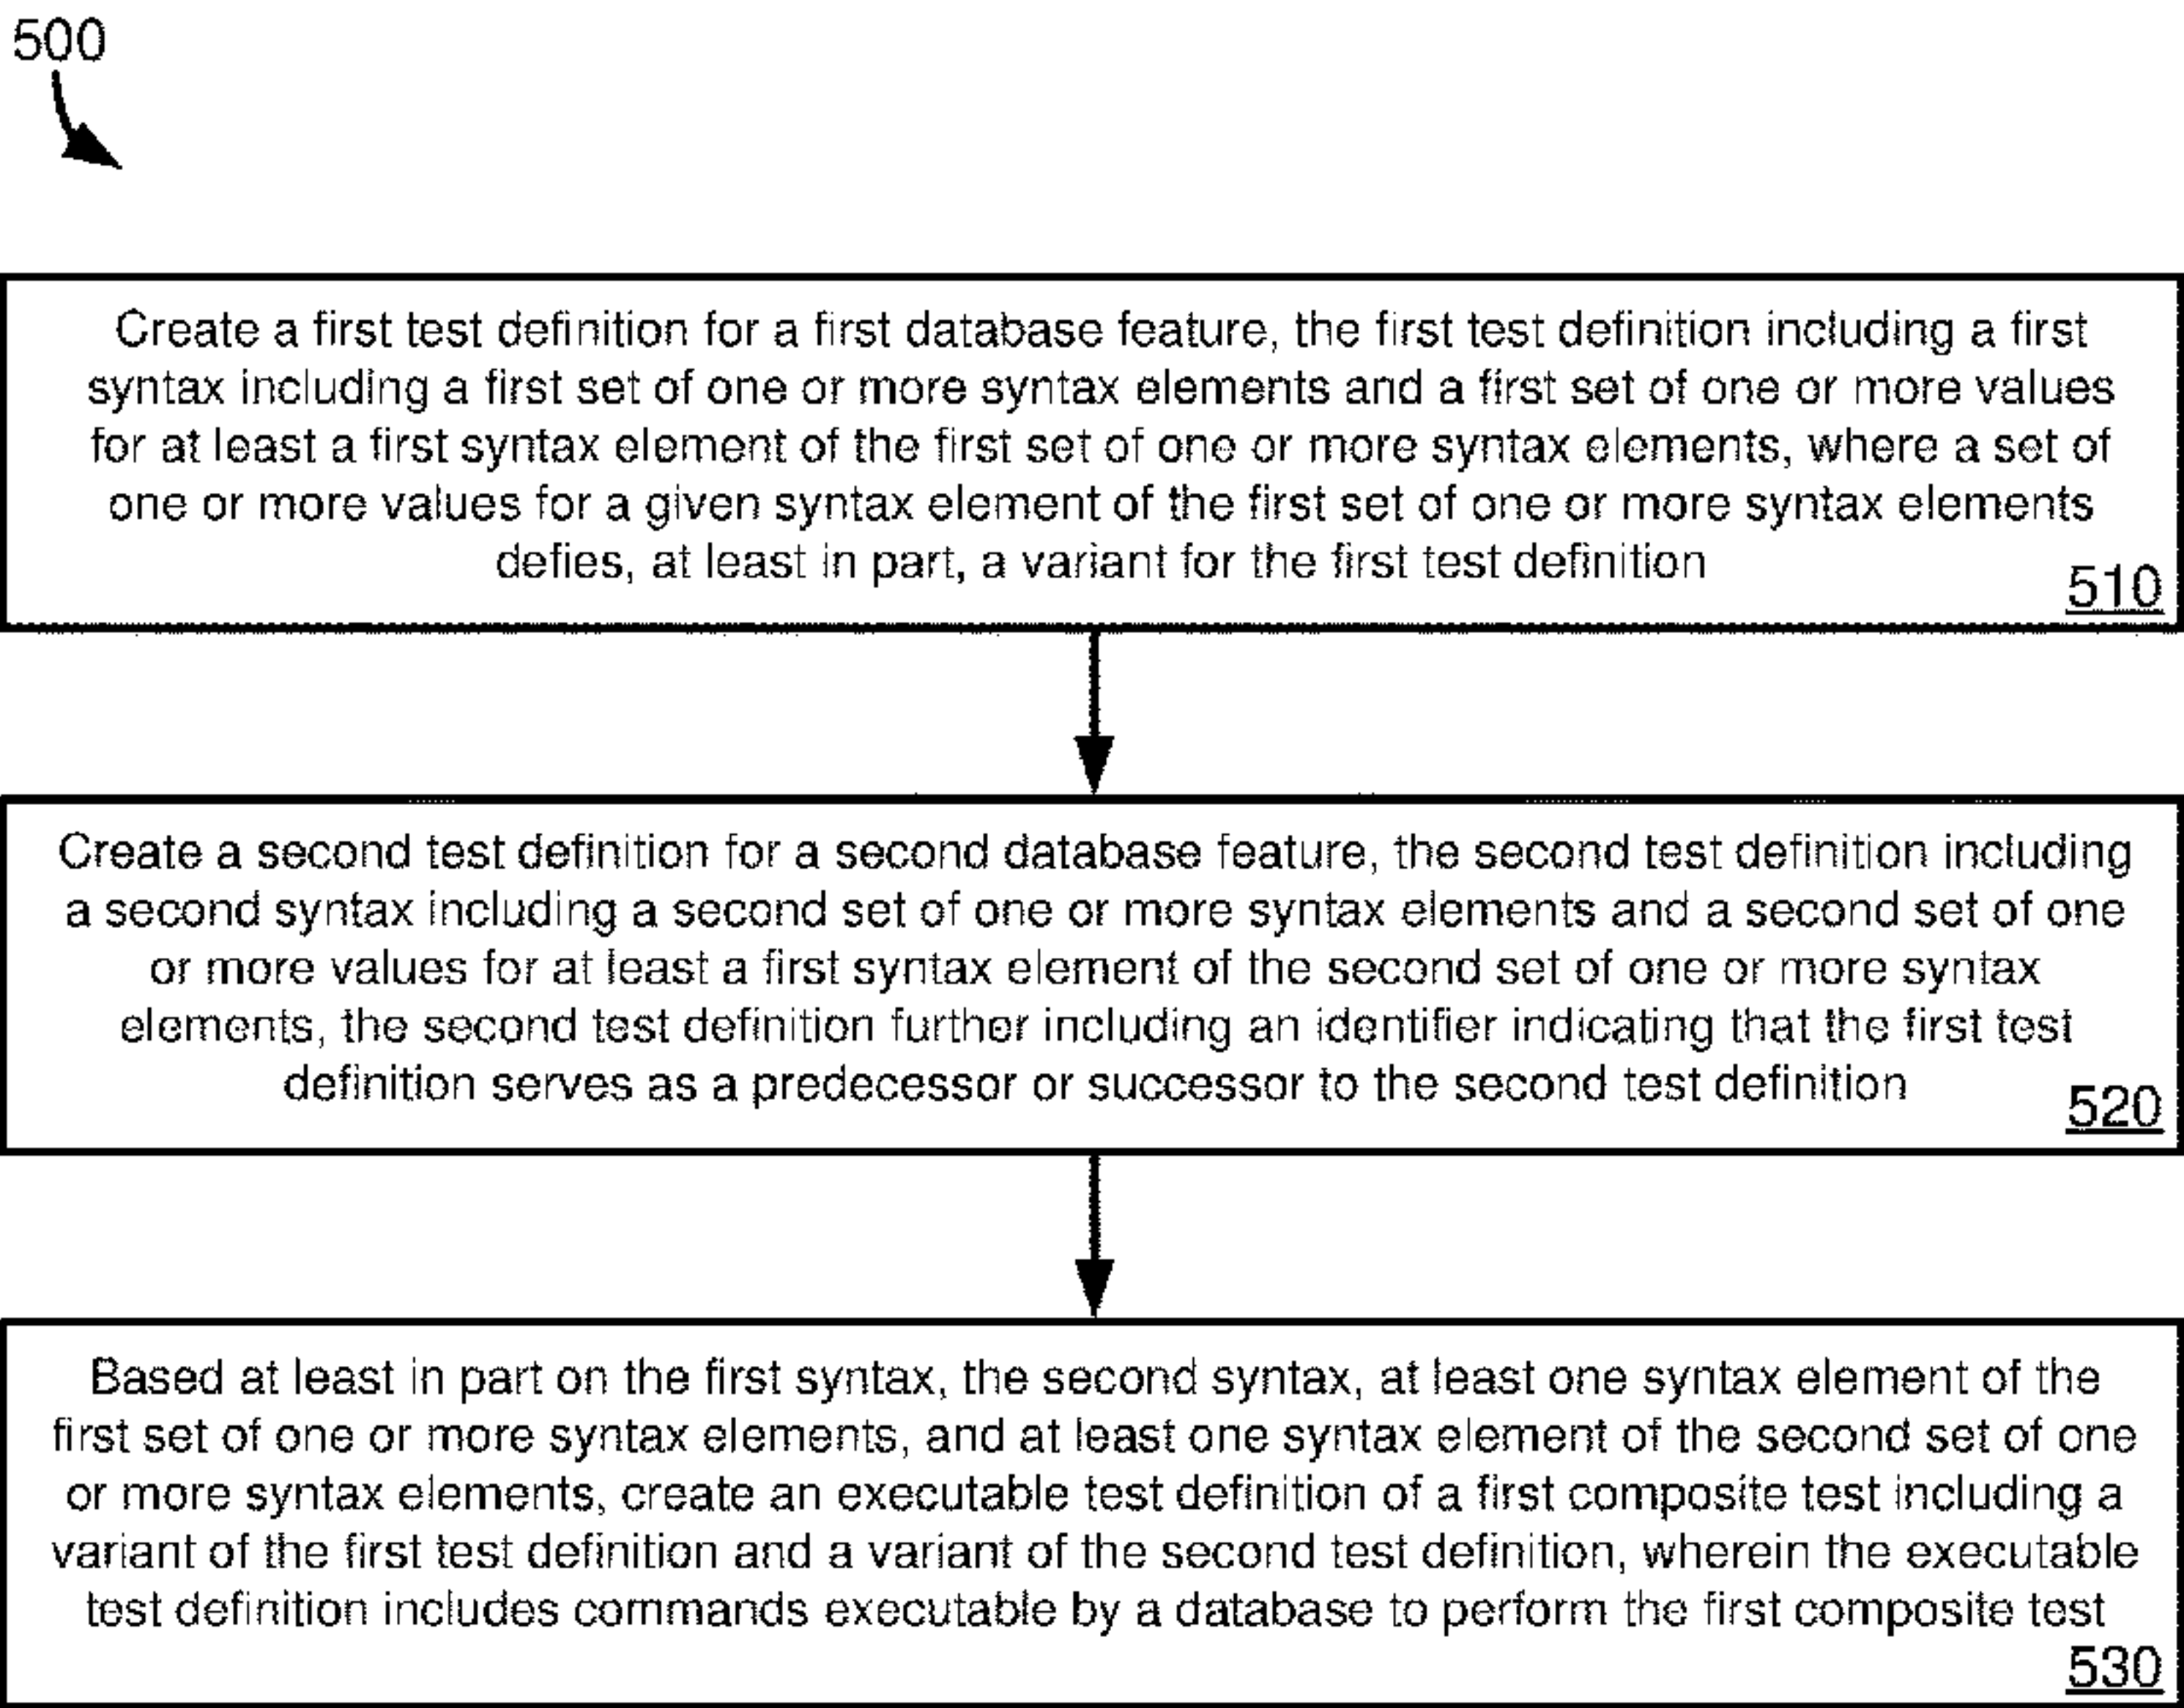 500
Create a first test definition for a first database feature, the first test definition including a first
syntax including a first set of one or more syntax elements and a first set of one or more values
for at least a first syntax element of the first set of one or more syntax elements, where a set of
one or more values for a given syntax element of the first set of one or more syntax elements
defies, at least in part, a variant for the first test definition
510
Create a second test definition for a second database feature, the second test definition including
a second syntax including a second set of one or more syntax elements and a second set of one
or more values for at least a first syntax element of the second set of one or more syntax
elements, the second test definition further including an identifier indicating that the first test
definition serves as a predecessor or successor to the second test definition
520
Based at least in part on the first syntax, the second syntax, at least one syntax element of the
first set of one or more syntax elements, and at least one syntax element of the second set of one
or more syntax elements, create an executable test definition of a first composite test including a
variant of the first test definition and a variant of the second test definition, wherein the executable
test definition includes commands executable by a database to perform the first composite test
530